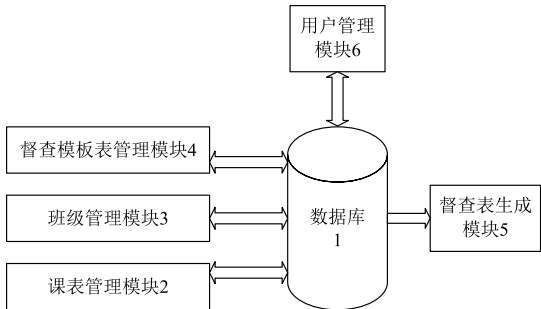 用户管理
模块6
督查模板表管理模块4
班级管理模块3
课表管理模块2
数据库
1
督查表生成
模块5